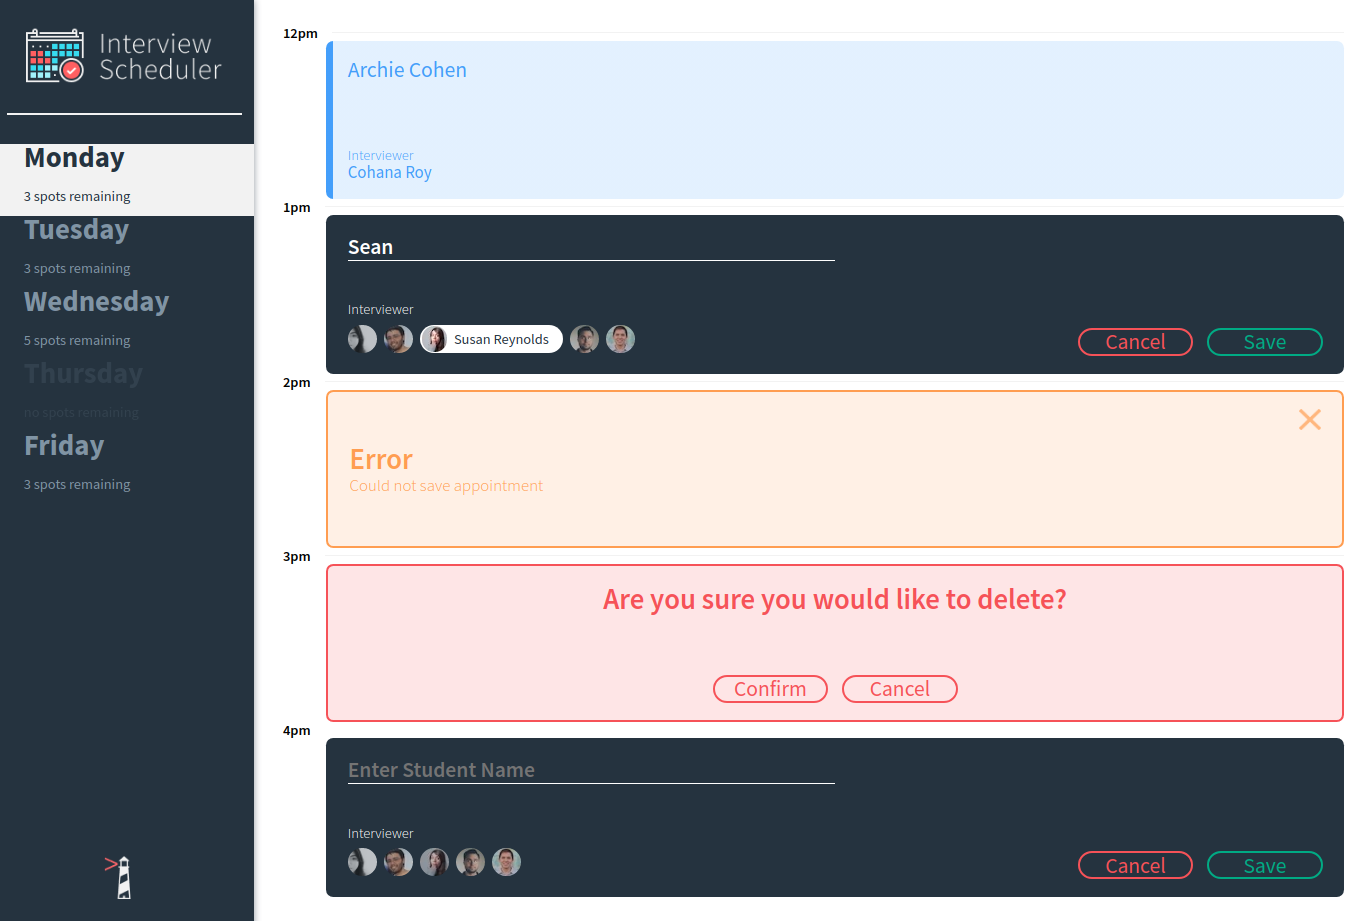 Interview
Scheduler
Monday
3 spots remaining
Tuesday
3 spots remaining
Wednesday
5 spots remaining
Thursday
no spots remaining
Friday
3 spots remaining
12pm
Archie Cohen
Interviewer
Cohana Roy
1pm
Sean
Interviewer
Susan Reynolds
Cancel
Save
2pm
Error
Could not save appointment
3pm
Are you sure you would like to delete?
Confirm
Cancel
4pm
Enter Student Name
Interviewer
Cancel
Save